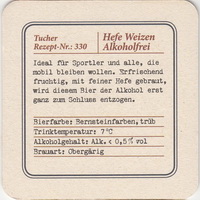 Tucher
Rezept-Nr.: 330
Hefe Weizen
Alkoholfrei
Ideal für Sportler und alle, die
mobil bleiben wollen. Erfrischend
fruchtig, mit feiner Hefe gebraut,
wird diesem Bier der Alkohol erst
ganz zum Schluss entzogen.
Bierfarbe: Bernsteinfarben, trüb
Trinktemperatur: 7°C
Alkoholgehalt: Alk. < 0,5% vol
Brauart: Obergärig